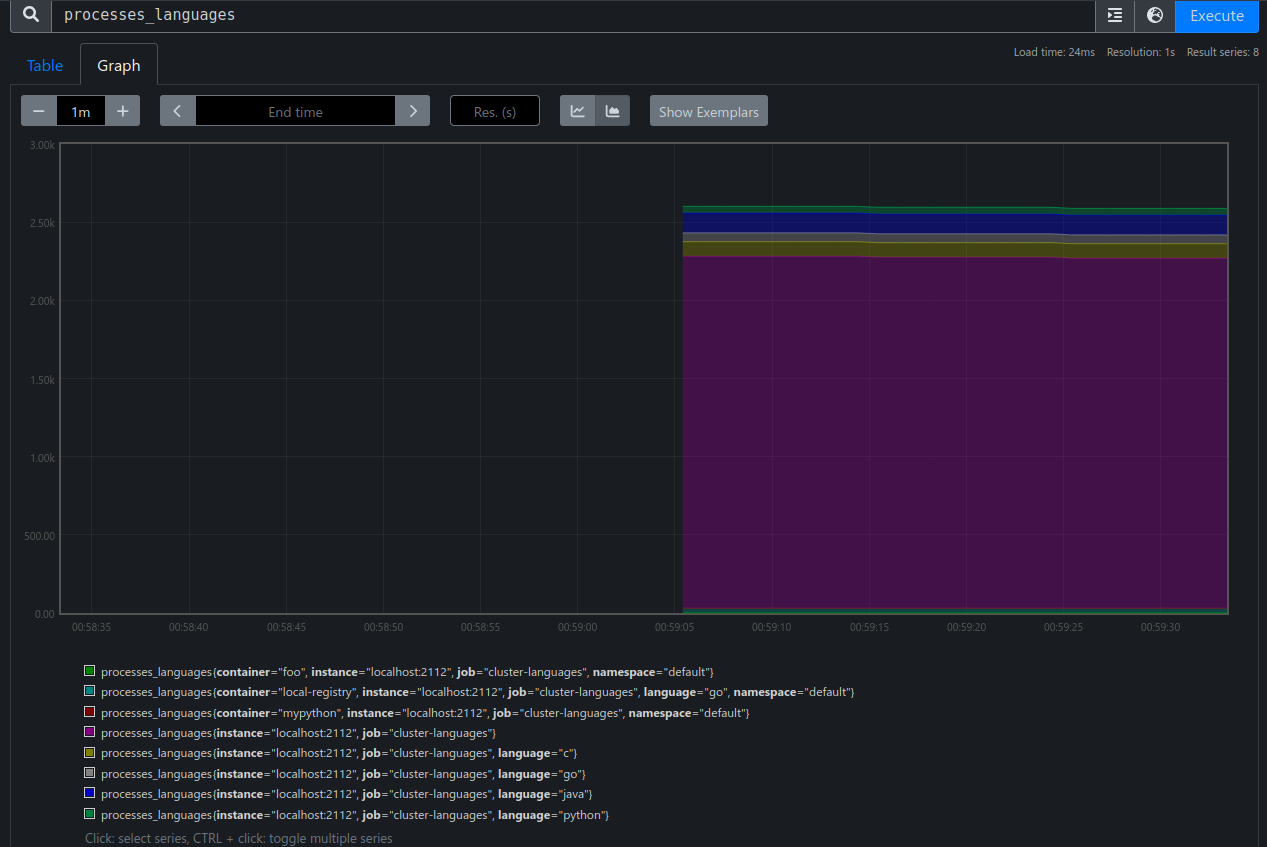 processes_languages
Execute
Load time: 24ms Resolution: 1s Result series: 8
Table Graph
1m End time Res. (s) Show Exemplars
3.00k
2.50k
2.00k
1.50k
1.00k
500.00
0.00
00:58:35 00:58:40 00:58:45 00:58:50 00:58:55 00:59:00 00:59:05 00:59:10 00:59:15 00:59:20 00:59:25 00:59:30
processes_languages{container="foo", instance="localhost:2112", job="cluster-languages", namespace="default"}
processes_languages{container="local-registry", instance="localhost:2112", job="cluster-languages", language="go", namespace="default"}
processes_languages{container="mypython", instance="localhost:2112", job="cluster-languages", namespace="default"}
processes_languages{instance="localhost:2112", job="cluster-languages"}
processes_languages{instance="localhost:2112", job="cluster-languages", language="c"}
processes_languages{instance="localhost:2112", job="cluster-languages", language="go"}
processes_languages{instance="localhost:2112", job="cluster-languages", language="java"}
processes_languages{instance="localhost:2112", job="cluster-languages", language="python"}
Click: select series, CTRL + click: toggle multiple series